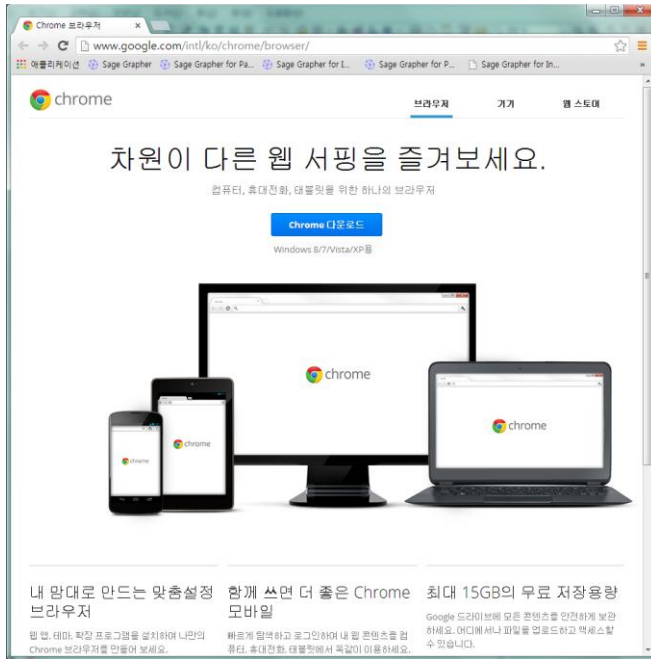 Chrome 브라우저
www.google.com/intl/ko/chrome/browser/
애플리케이션 Sage Grapher Sage Grapher for Pa... Sage Grapher for I... Sage Grapher for P... Sage Grapher for In...
chrome 브라우저 기기 웹 스토어
차원이 다른 웹 서핑을 즐겨보세요.
컴퓨터, 휴대전화, 태블릿을 위한 하나의 브라우저
Chrome 다운로드
Windows 8/7/Vista/XP용
chrome
chrome
chrome
chrome
내 맘대로 만드는 맞춤설정
브라우저
웹 앱, 테마, 확장 프로그램을 설치하여 나만의
Chrome 브라우저를 만들어 보세요.
함께 쓰면 더 좋은 Chrome
모바일
빠르게 탐색하고 로그인하여 내 웹 콘텐츠를 컴
퓨터, 휴대전화, 태블릿에서 똑같이 이용하세요.
최대 15GB의 무료 저장용량
Google 드라이브에 모든 콘텐츠를 안전하게 보관
하세요. 어디에서나 파일을 업로드하고 액세스할
수 있습니다.